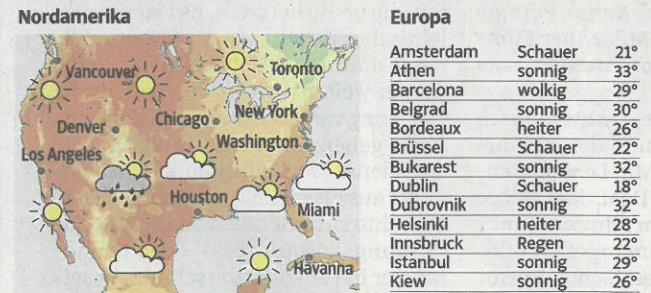 Nordamerika
Vancouver
Toronto
Denver
Chicago
New York
Washington
Los Angeles
Houston
Miami
Havanna
Europa
Amsterdam Schauer 21°
Athen sonnig 33°
Barcelona wolkig 29°
Belgrad sonnig 30°
Bordeaux heiter 26°
Brüssel Schauer 22°
Bukarest sonnig 32°
Dublin Schauer 18°
Dubrovnik sonnig 32°
Helsinki heiter 28°
Innsbruck Regen 22°
Istanbul sonnig 29°
Kiew sonnig 26°